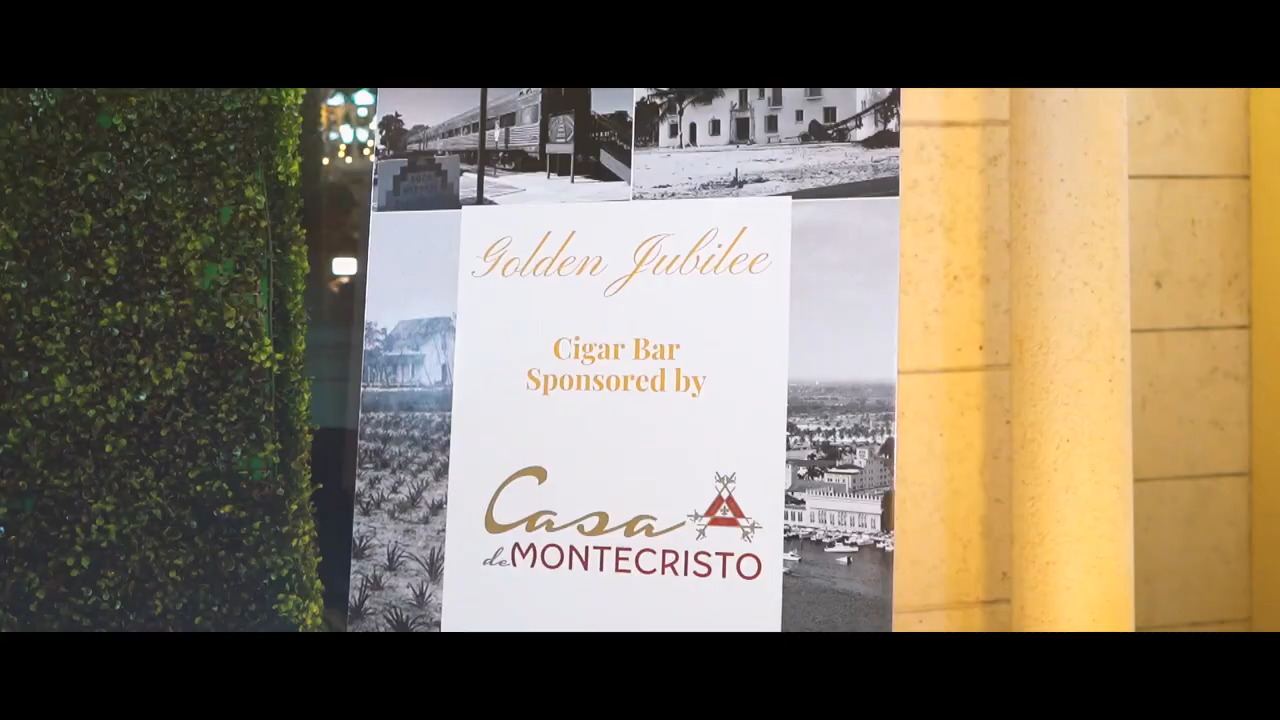 Golden Jubilee
Cigar Bar
Sponsored by
Casa
de MONTECRISTO